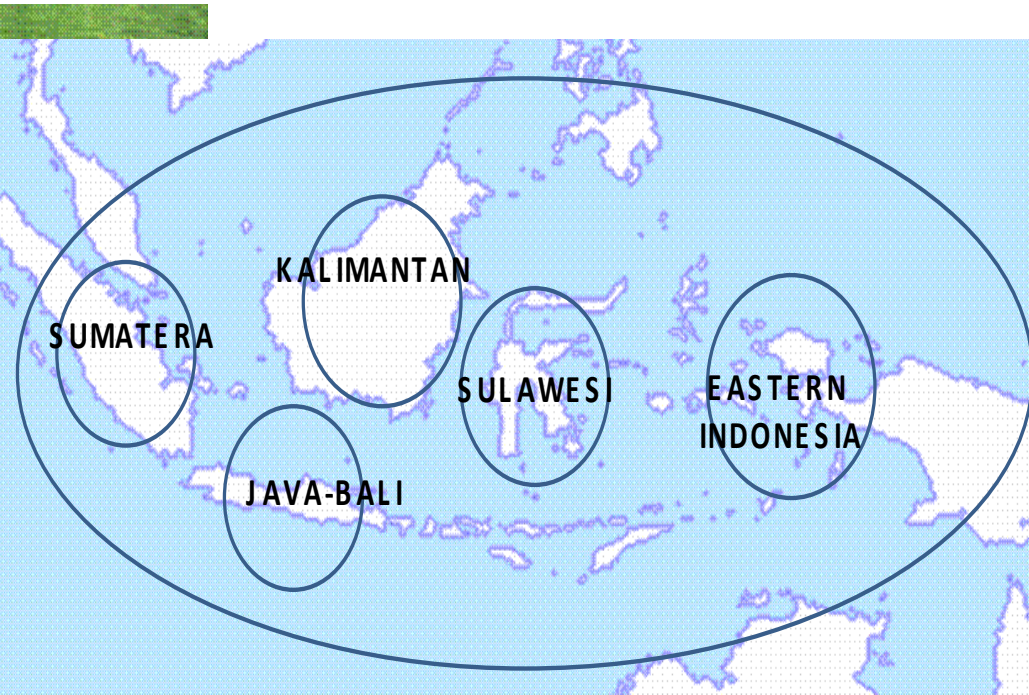 KALIMANTAN
SUMATERA
SULAWESI
EASTERN
INDONESIA
JAVA-BALI